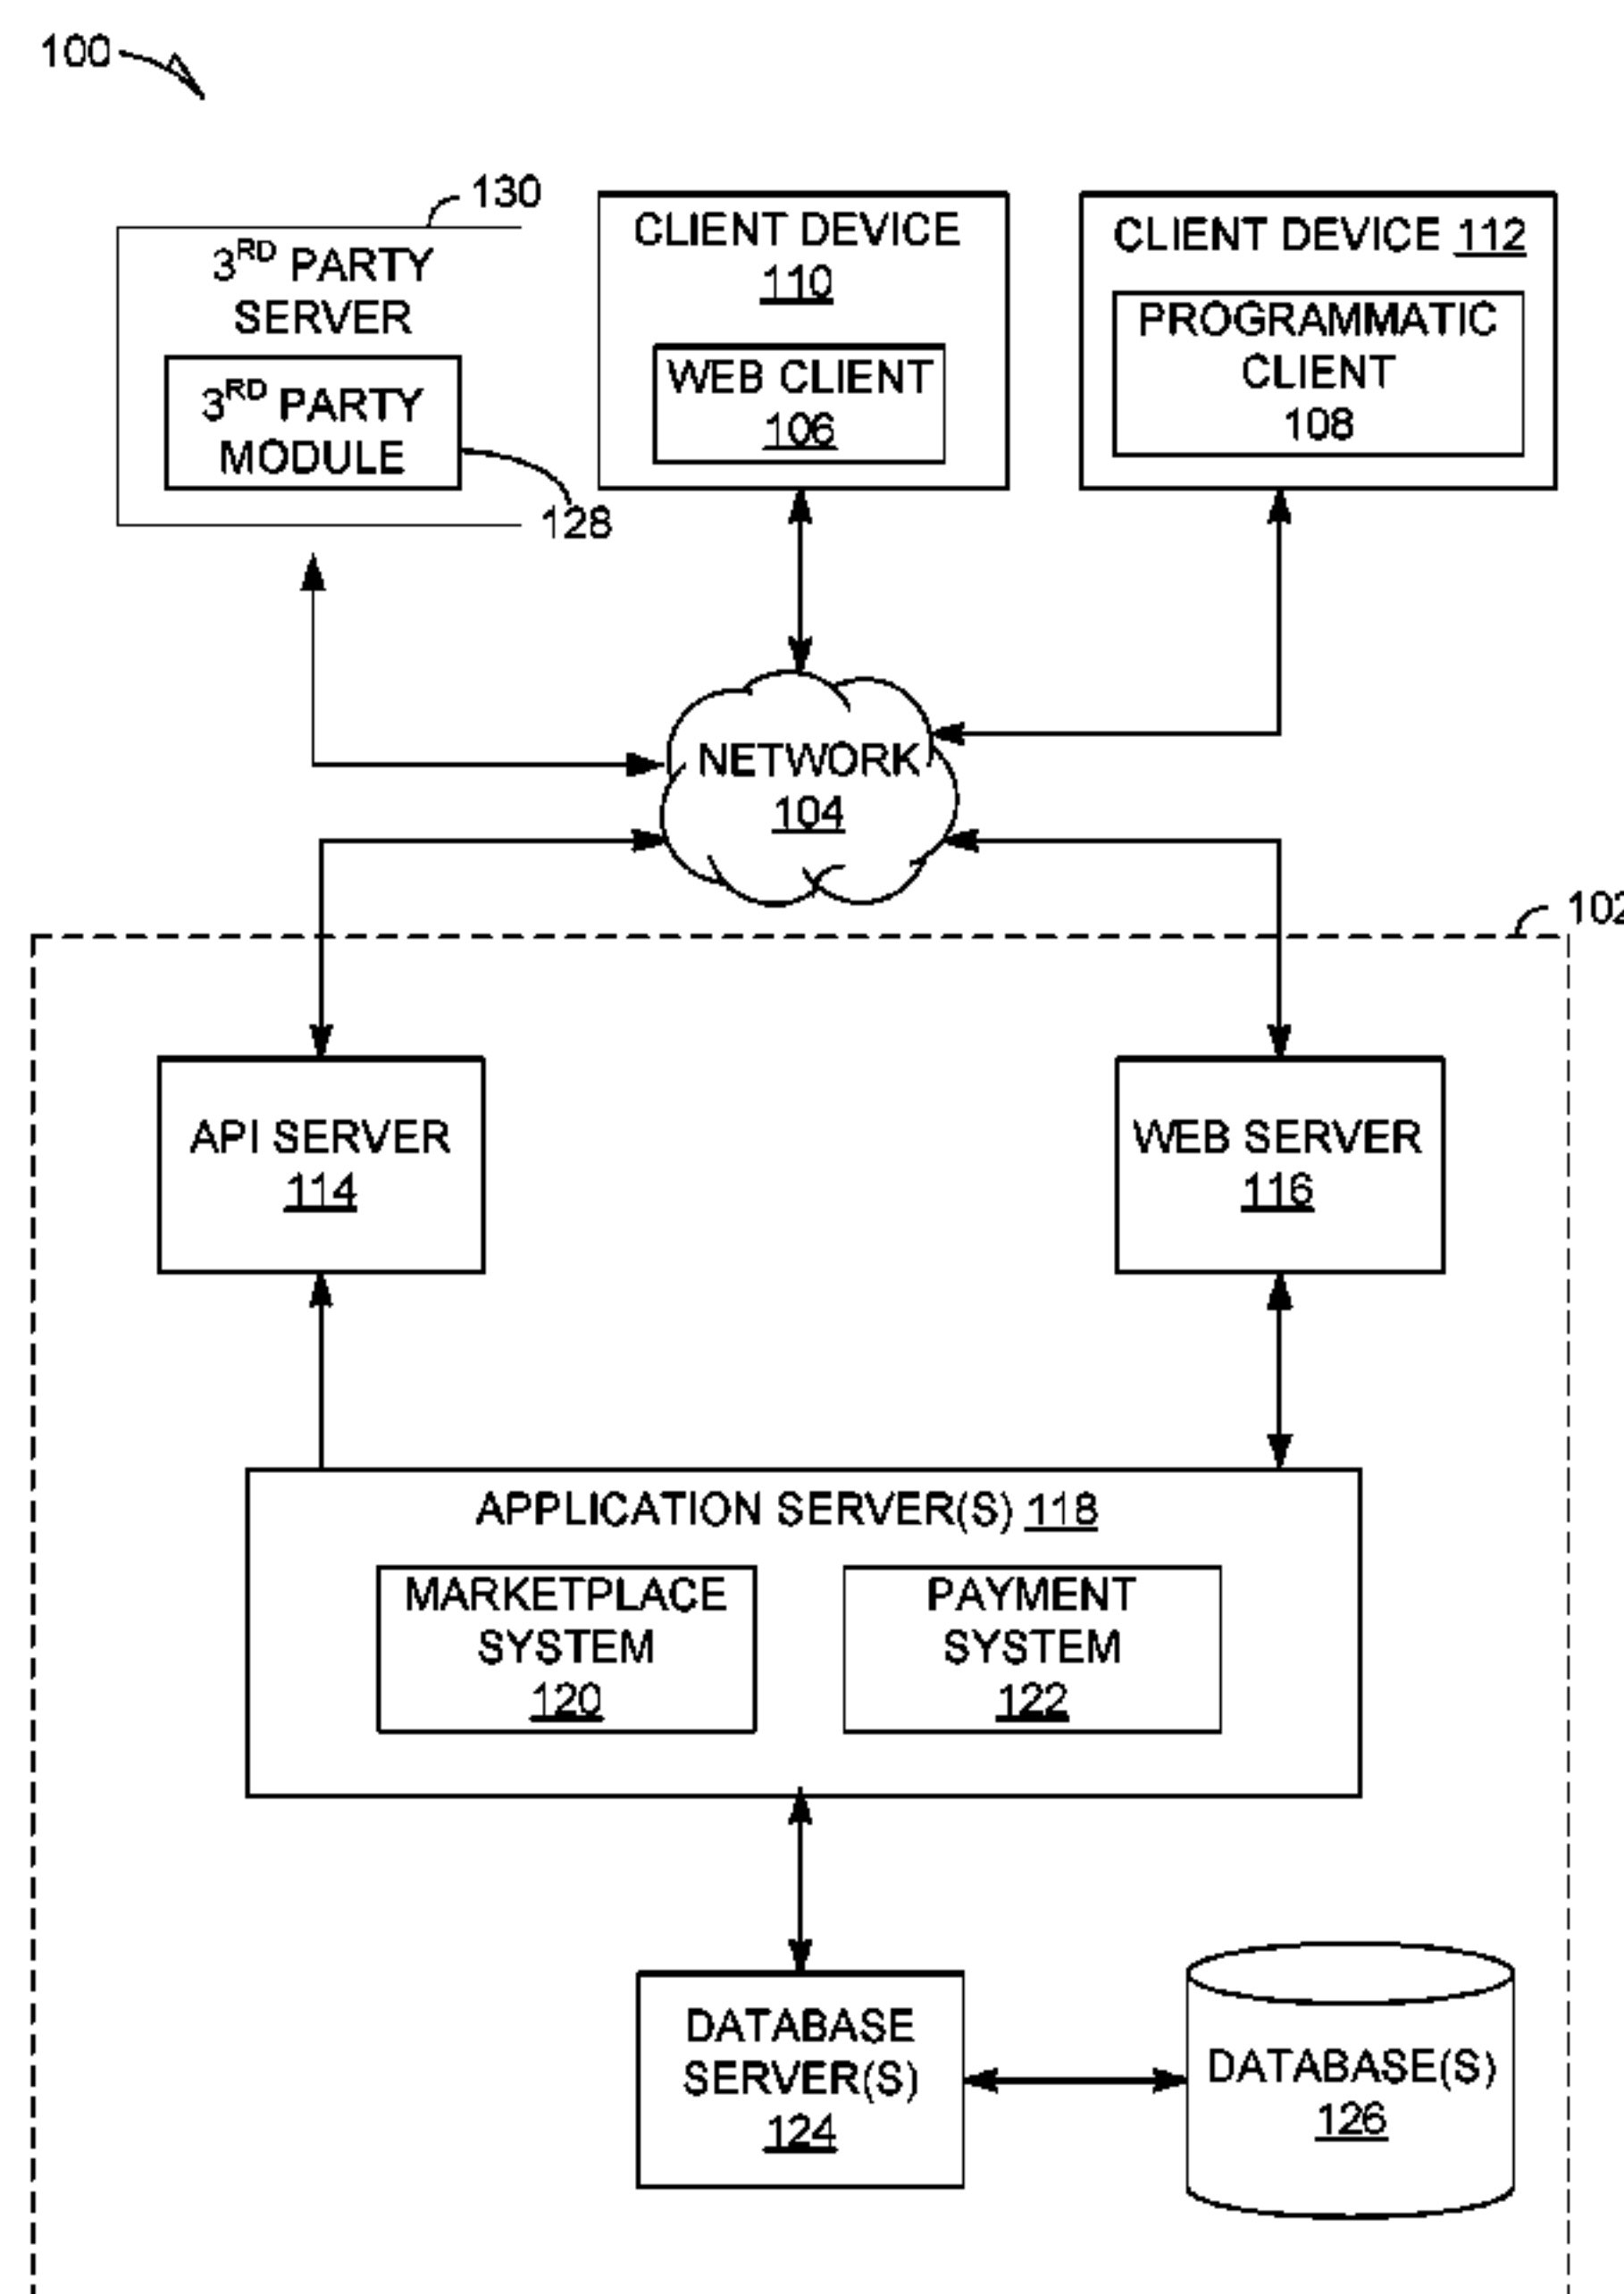 100
130
3RD PARTY
SERVER
3RD PARTY
MODULE
128
CLIENT DEVICE
110
WEB CLIENT
106
CLIENT DEVICE 112
PROGRAMMATIC
CLIENT
108
NETWORK
104
102
API SERVER
114
WEB SERVER
116
APPLICATION SERVER(S) 118
MARKETPLACE
SYSTEM
120
PAYMENT
SYSTEM
122
DATABASE
SERVER(S)
124
DATABASE(S)
126